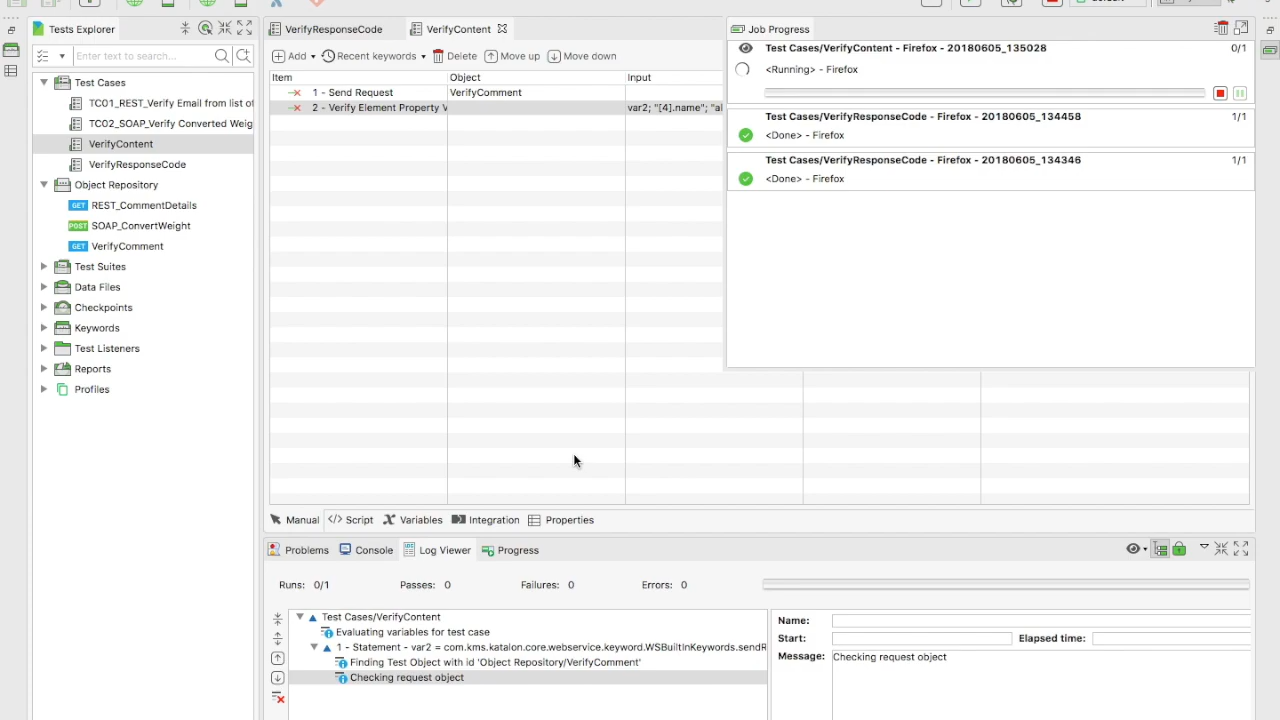 Tests Explorer
Enter text to search...
Test Cases
TC01_REST_Verify Email from list of
TC02_SOAP_Verify Converted Weig
VerifyContent
VerifyResponseCode
Object Repository
GET REST_CommentDetails
POST SOAP_ConvertWeight
GET VerifyComment
Test Suites
Data Files
Checkpoints
Keywords
Test Listeners
Reports
Profiles
VerifyResponseCode
VerifyContent
Add
Recent keywords
Delete
Move up
Move down
Item Object Input
1 - Send Request VerifyComment
2 - Verify Element Property V var2; "[4].name"; "al
Job Progress
Test Cases/VerifyContent - Firefox - 20180605_135028 0/1
<Running> - Firefox
Test Cases/VerifyResponseCode - Firefox - 20180605_134458 1/1
<Done> - Firefox
Test Cases/VerifyResponseCode - Firefox - 20180605_134346 1/1
<Done> - Firefox
Manual </> Script Variables Integration Properties
Problems Console Log Viewer Progress
Runs: 0/1 Passes: 0 Failures: 0 Errors: 0
Test Cases/VerifyContent
Evaluating variables for test case
1 - Statement - var2 = com.kms.katalon.core.webservice.keyword.WSBuiltInKeywords.sendR
Finding Test Object with id 'Object Repository/VerifyComment'
Checking request object
Name:
Start: Elapsed time:
Message: Checking request object